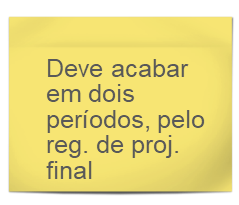 Deve acabar
em dois
períodos, pelo
reg. de proj.
final